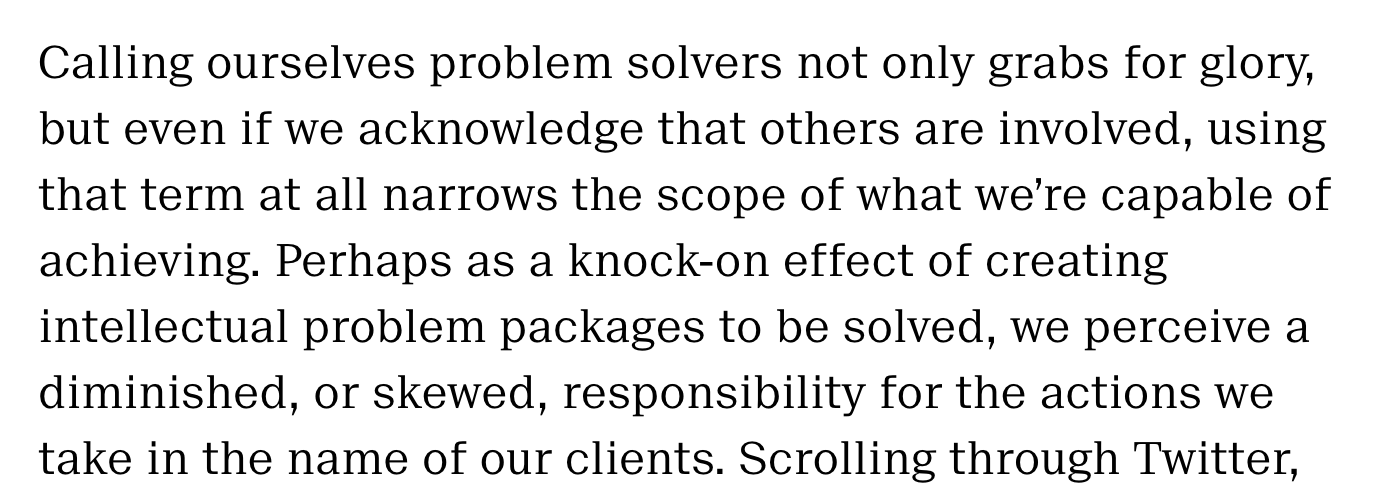 Calling ourselves problem solvers not only grabs for glory,
but even if we acknowledge that others are involved, using
that term at all narrows the scope of what we’re capable of
achieving. Perhaps as a knock-on effect of creating
intellectual problem packages to be solved, we perceive a
diminished, or skewed, responsibility for the actions we
take in the name of our clients. Scrolling through Twitter,